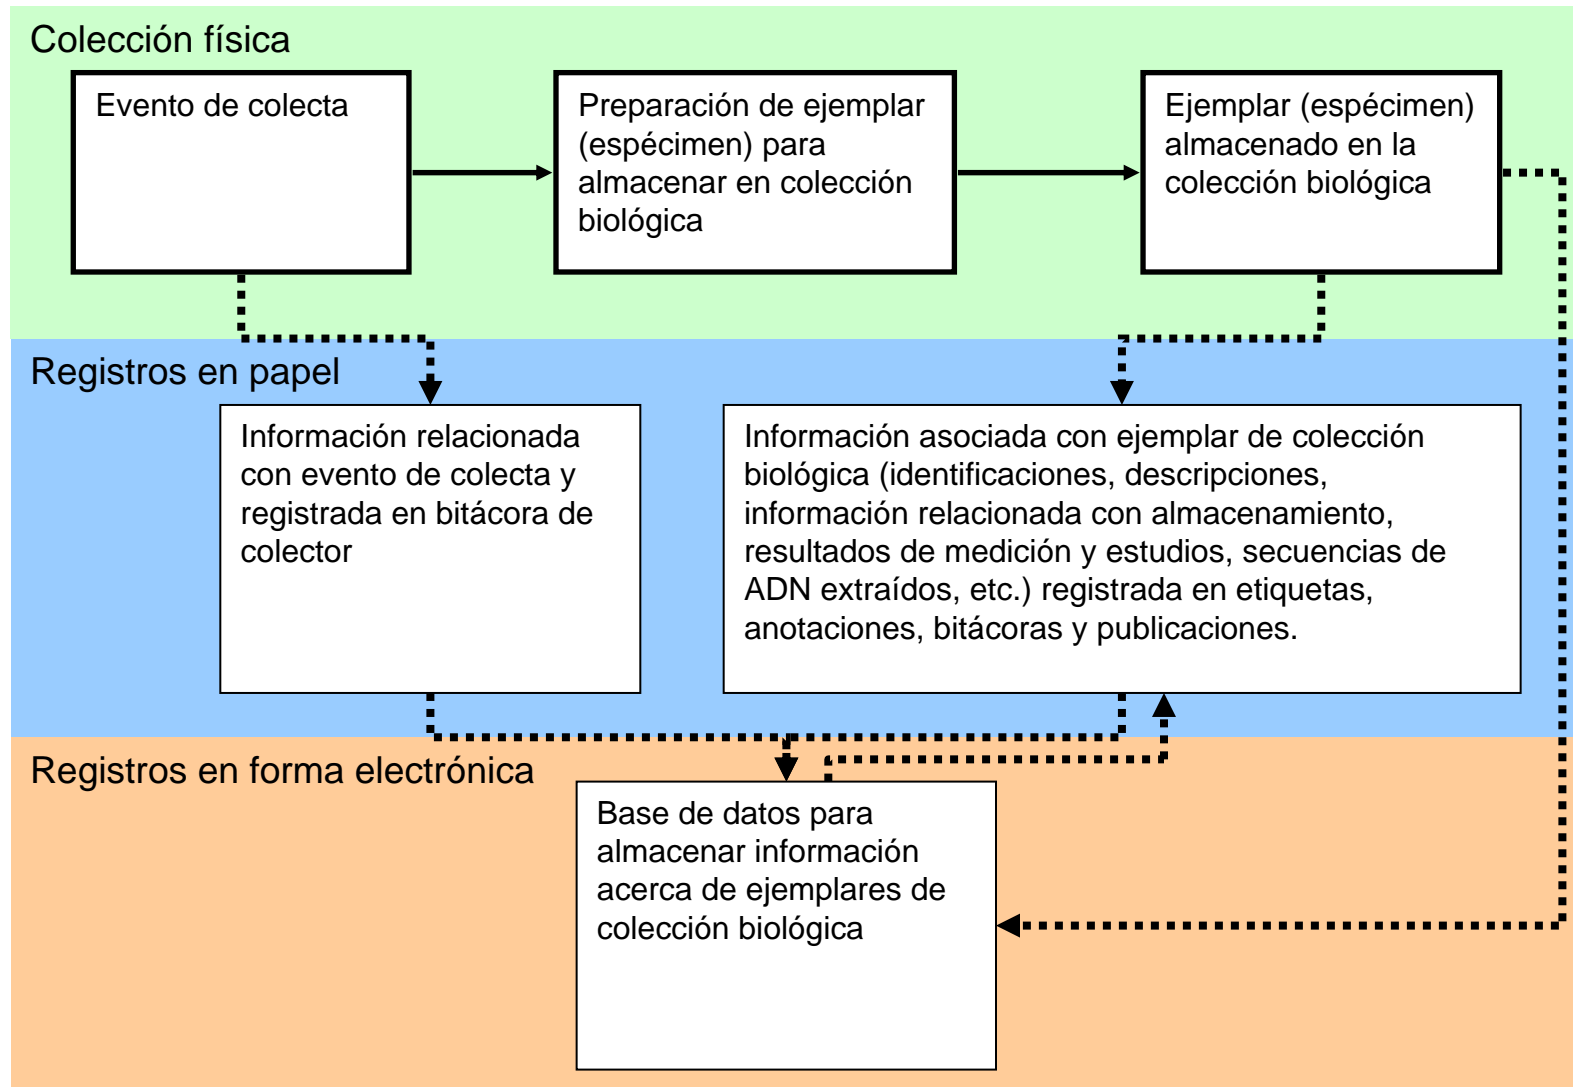 Colección física
Evento de colecta
Preparación de ejemplar
(espécimen) para
almacenar en colección
biológica
Ejemplar (espécimen)
almacenado en la
colección biológica
Registros en papel
Información relacionada
con evento de colecta y
registrada en bitácora de
colector
Información asociada con ejemplar de colección
biológica (identificaciones, descripciones,
información relacionada con almacenamiento,
resultados de medición y estudios, secuencias de
ADN extraídos, etc.) registrada en etiquetas,
anotaciones, bitácoras y publicaciones.
Registros en forma electrónica
Base de datos para
almacenar información
acerca de ejemplares de
colección biológica